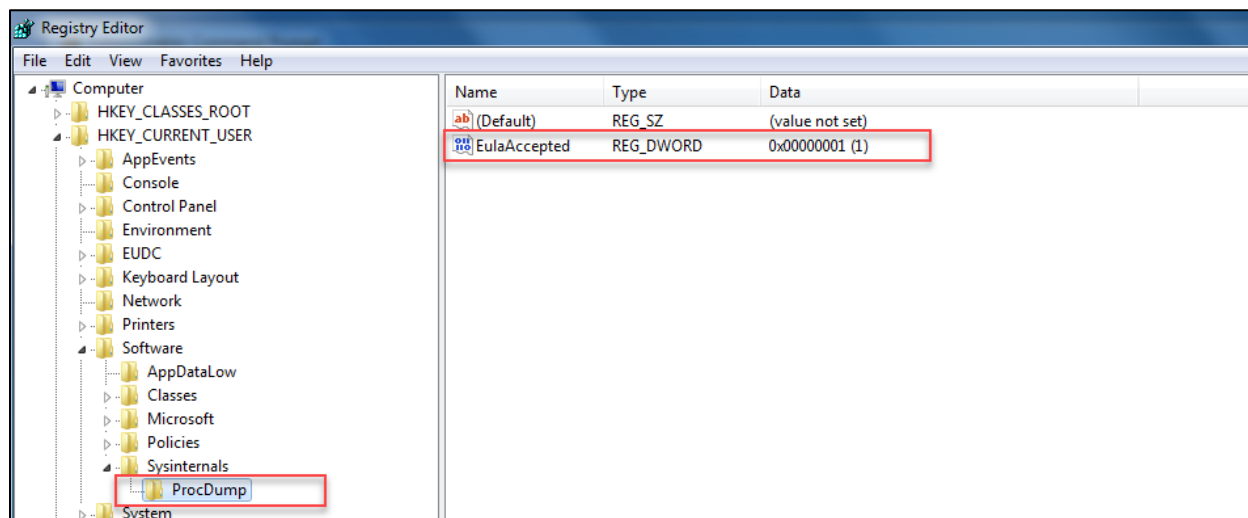 Registry Editor
File Edit View Favorites Help
Computer
HKEY_CLASSES_ROOT
HKEY_CURRENT_USER
AppEvents
Console
Control Panel
Environment
EUDC
Keyboard Layout
Network
Printers
Software
AppDataLow
Classes
Microsoft
Policies
Sysinternals
ProcDump
System
Name Type Data
(Default) REG_SZ (value not set)
EulaAccepted REG_DWORD 0x00000001 (1)